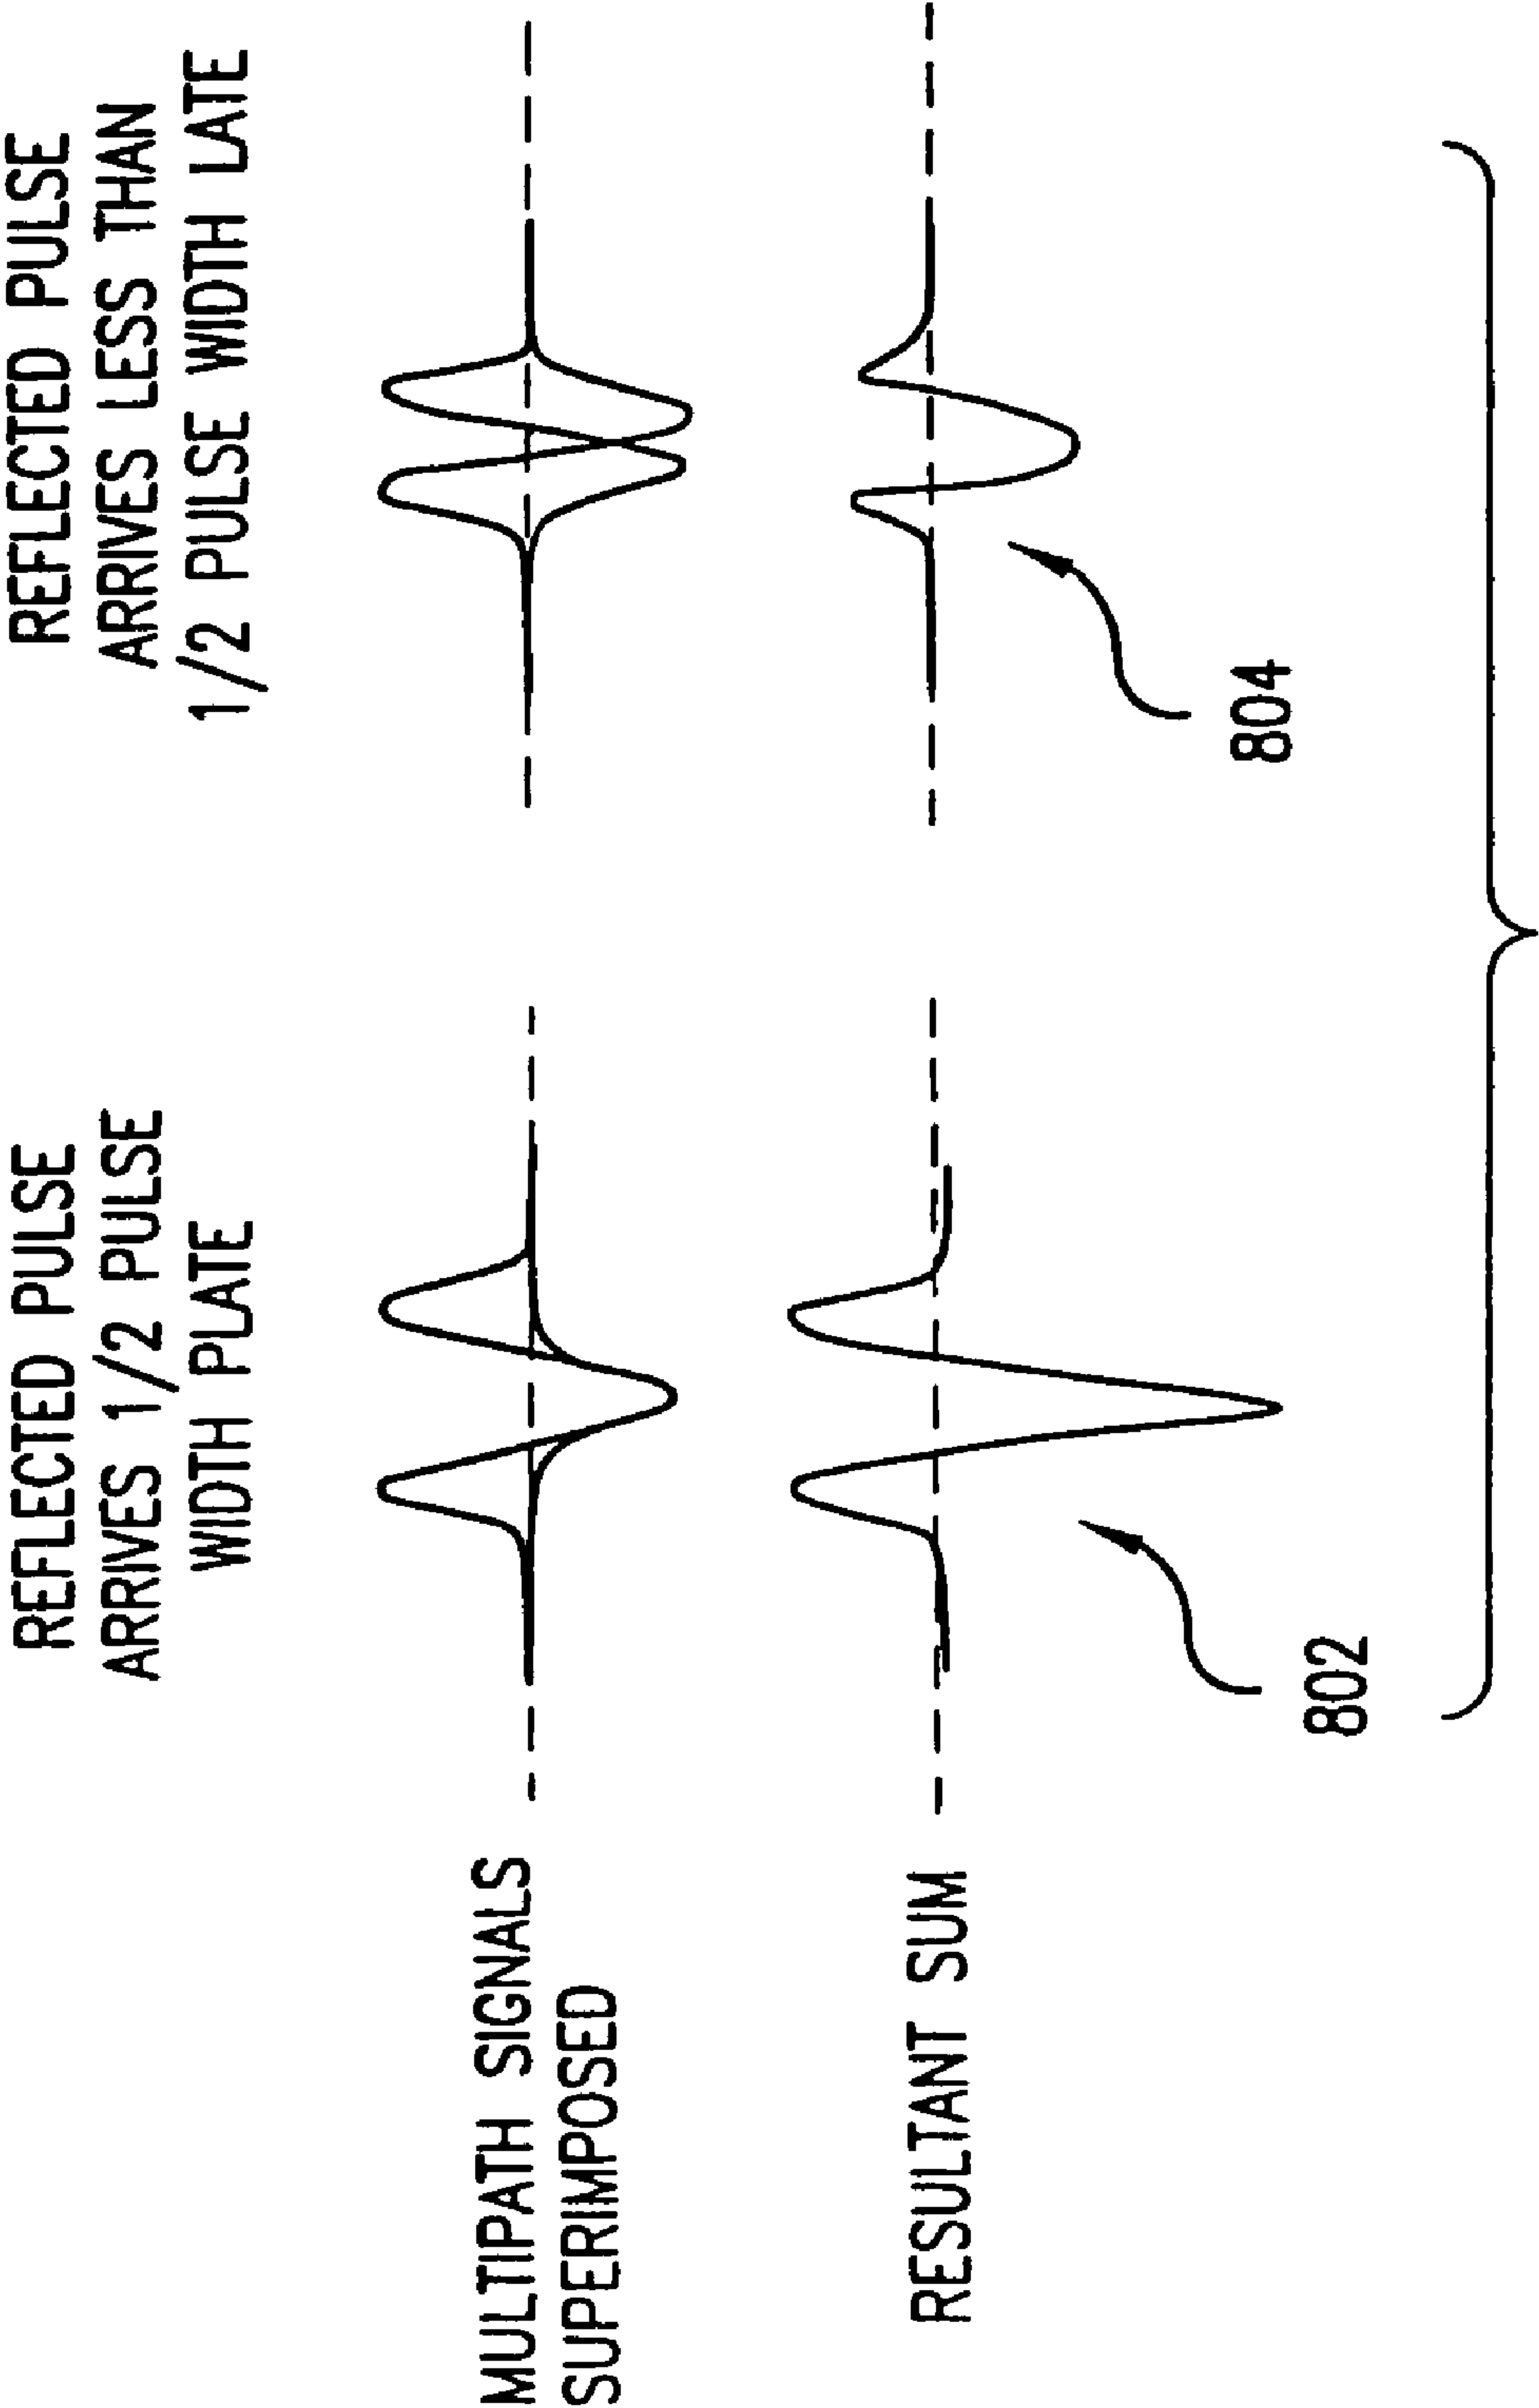 REFLECTED PULSE
ARRIVES 1/2 PULSE
WIDTH PLATE
REFLECTED PULSE
ARRIVES LESS THAN
1/2 PULSE WIDTH LATE
MULTIPATH SIGNALS
SUPERIMPOSED
RESULTANT SUM
802
804